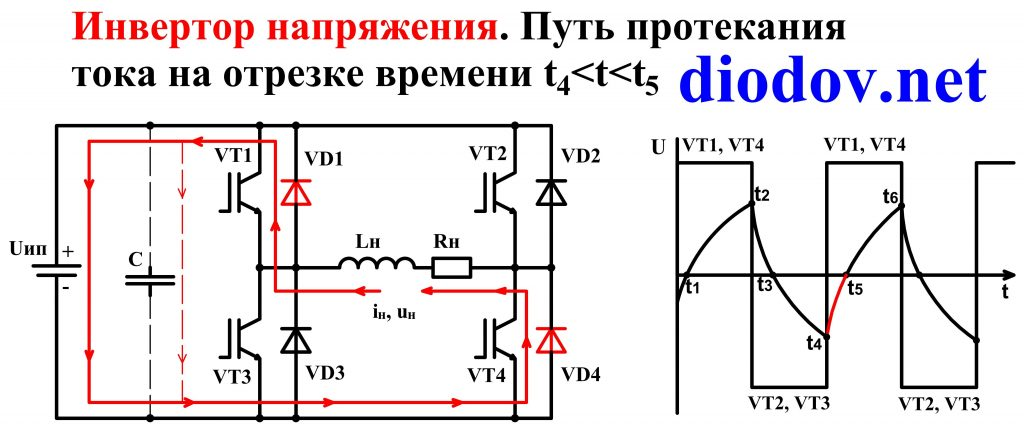 Инвертор напряжения. Путь протекания
тока на отрезке времени t4<t<t5
diodov.net
VT1
VD1
VT2
VD2
Uип
+
-
C
Lн
Rн
iн, uн
VT3
VD3
VT4
VD4
U
VT1, VT4
VT1, VT4
t2
t6
t1
t3
t5
t
t4
VT2, VT3
VT2, VT3